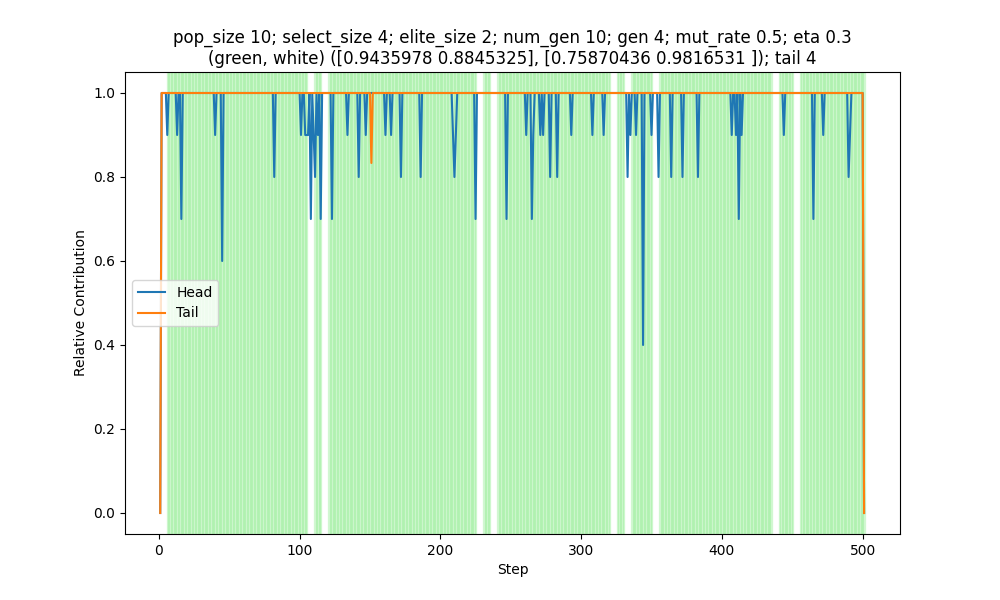 pop_size 10; select_size 4; elite_size 2; num_gen 10; gen 4; mut_rate 0.5; eta 0.3
(green, white) ([0.9435978 0.8845325], [0.75870436 0.9816531 ]); tail 4
1.0
0.8
0.6
0.4
0.2
0.0
Relative Contribution
Head
Tail
0
100
200
300
400
500
Step